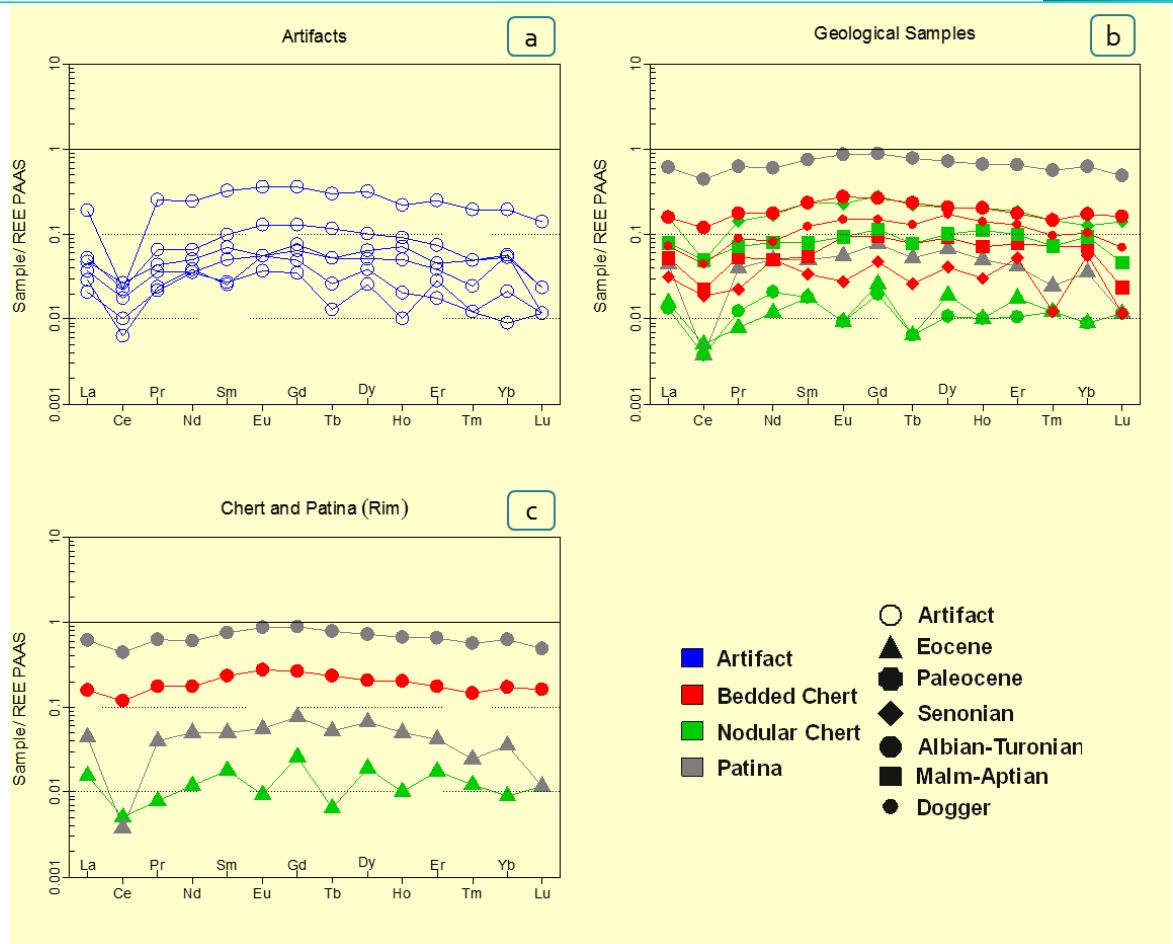 Artifacts
a
10
1
0.1
0.01
0.001
Sample/ REE PAAS
La Pr Sm Gd Dy Er Yb
Ce Nd Eu Tb Ho Tm Lu
Geological Samples
b
10
1
0.1
0.01
0.001
Sample/ REE PAAS
La Pr Sm Gd Dy Er Yb
Ce Nd Eu Tb Ho Tm Lu
Chert and Patina (Rim)
c
10
1
0.1
0.01
0.001
Sample/ REE PAAS
La Pr Sm Gd Dy Er Yb
Ce Nd Eu Tb Ho Tm Lu
Artifact
Bedded Chert
Nodular Chert
Patina
Artifact
Eocene
Paleocene
Senonian
Albian-Turonian
Malm-Aptian
Dogger